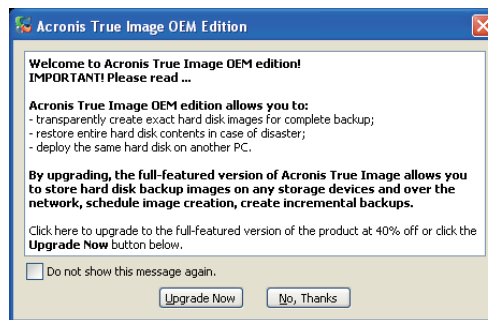 Acronis True Image OEM Edition
Welcome to Acronis True Image OEM edition!
IMPORTANT! Please read ...
Acronis True Image OEM edition allows you to:
- transparently create exact hard disk images for complete backup;
- restore entire hard disk contents in case of disaster;
- deploy the same hard disk on another PC.
By upgrading, the full-featured version of Acronis True Image allows you
to store hard disk backup images on any storage devices and over the
network, schedule image creation, create incremental backups.
Click here to upgrade to the full-featured version of the product at 40% off or click the
Upgrade Now button below.
Do not show this message again.
Upgrade Now
No, Thanks